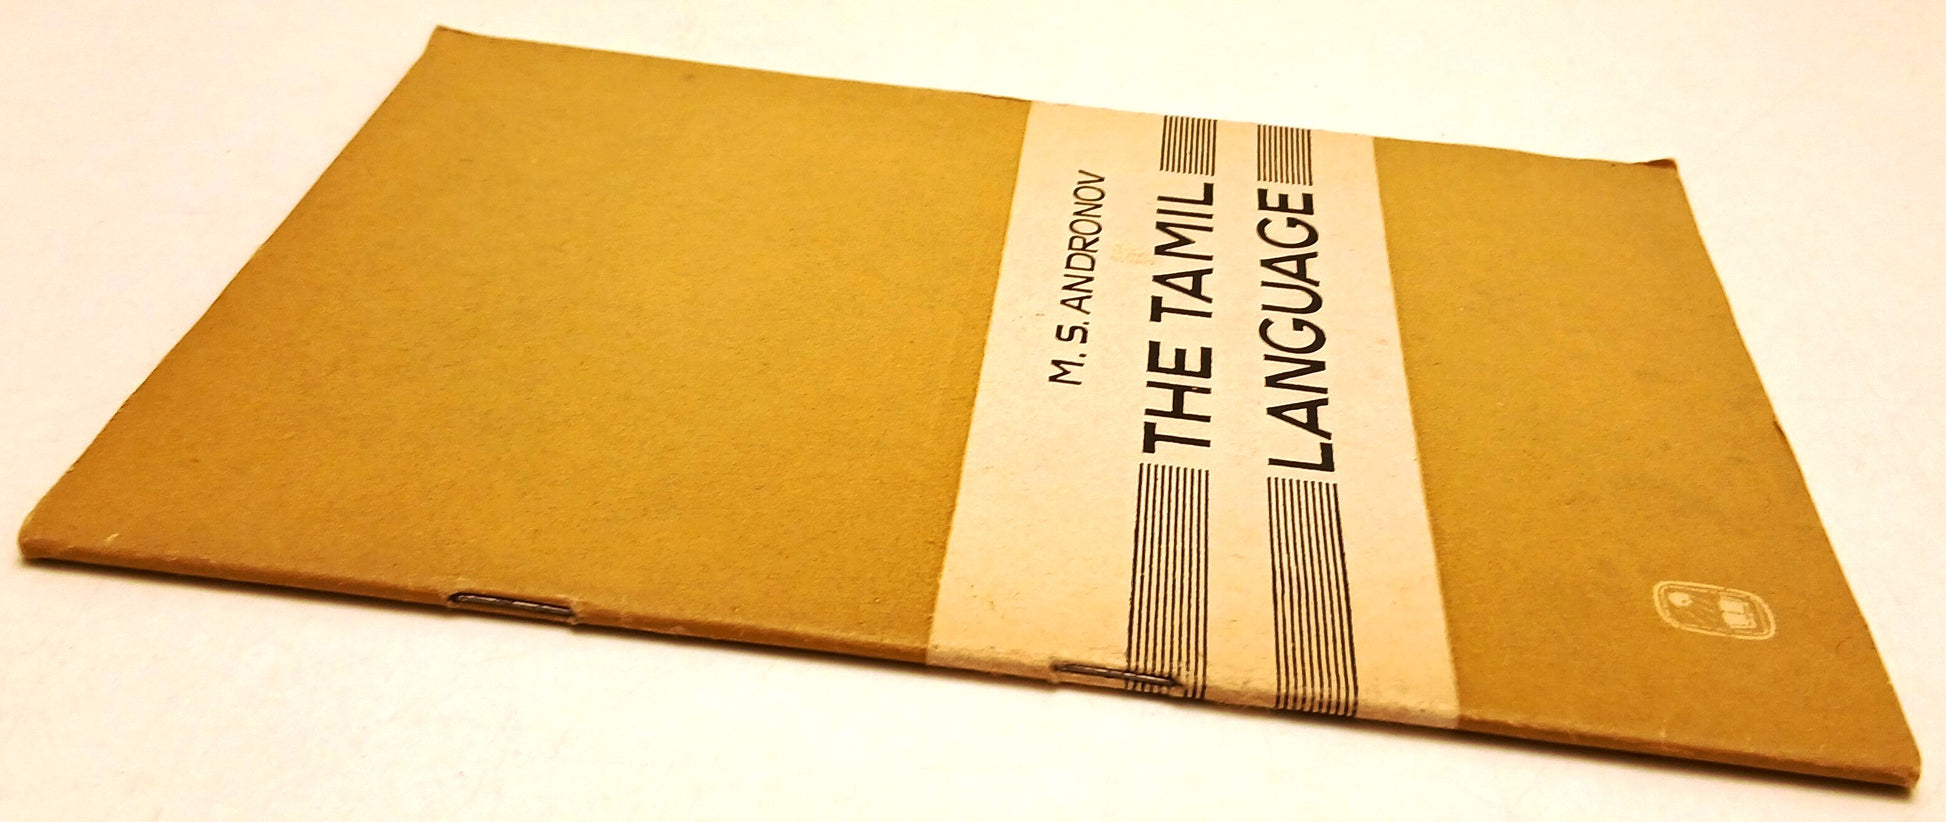 M. S. ANDRONOV
THE TAMIL
LANGUAGE